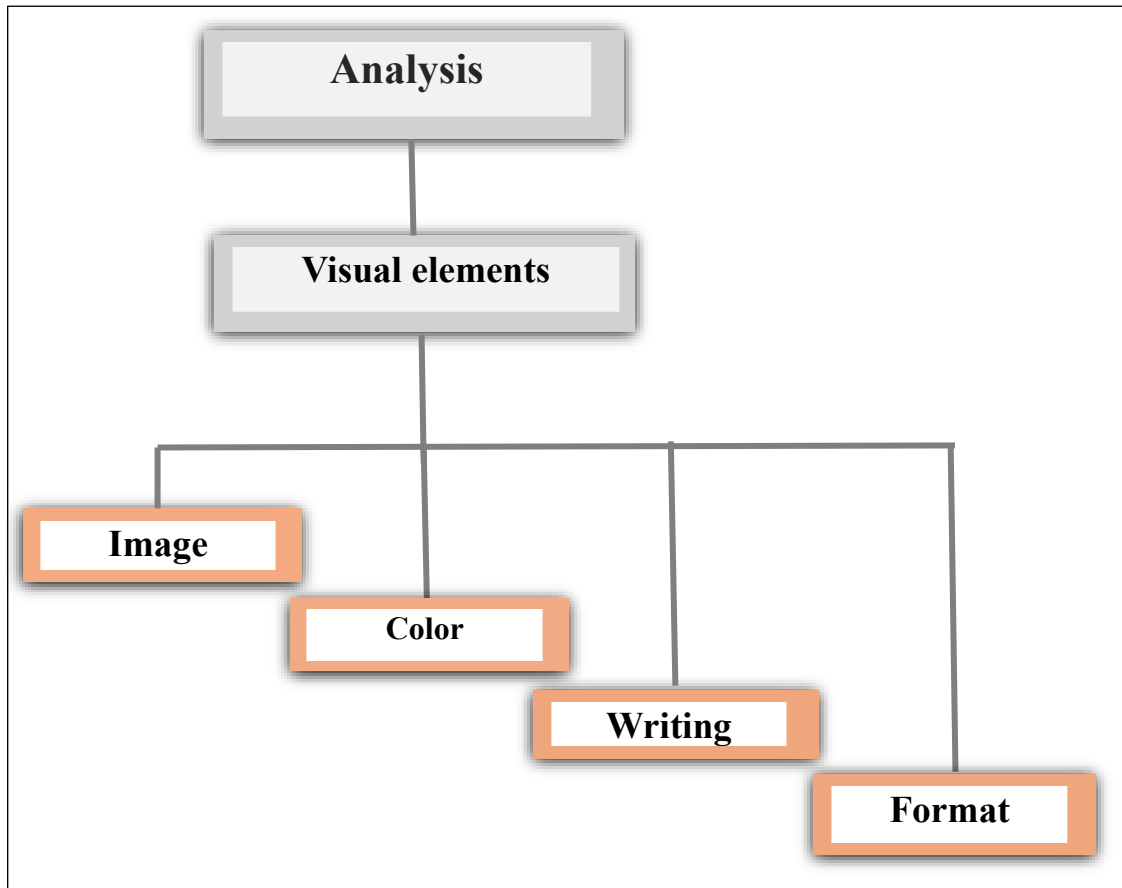 Analysis
Visual elements
Image
Color
Writing
Format